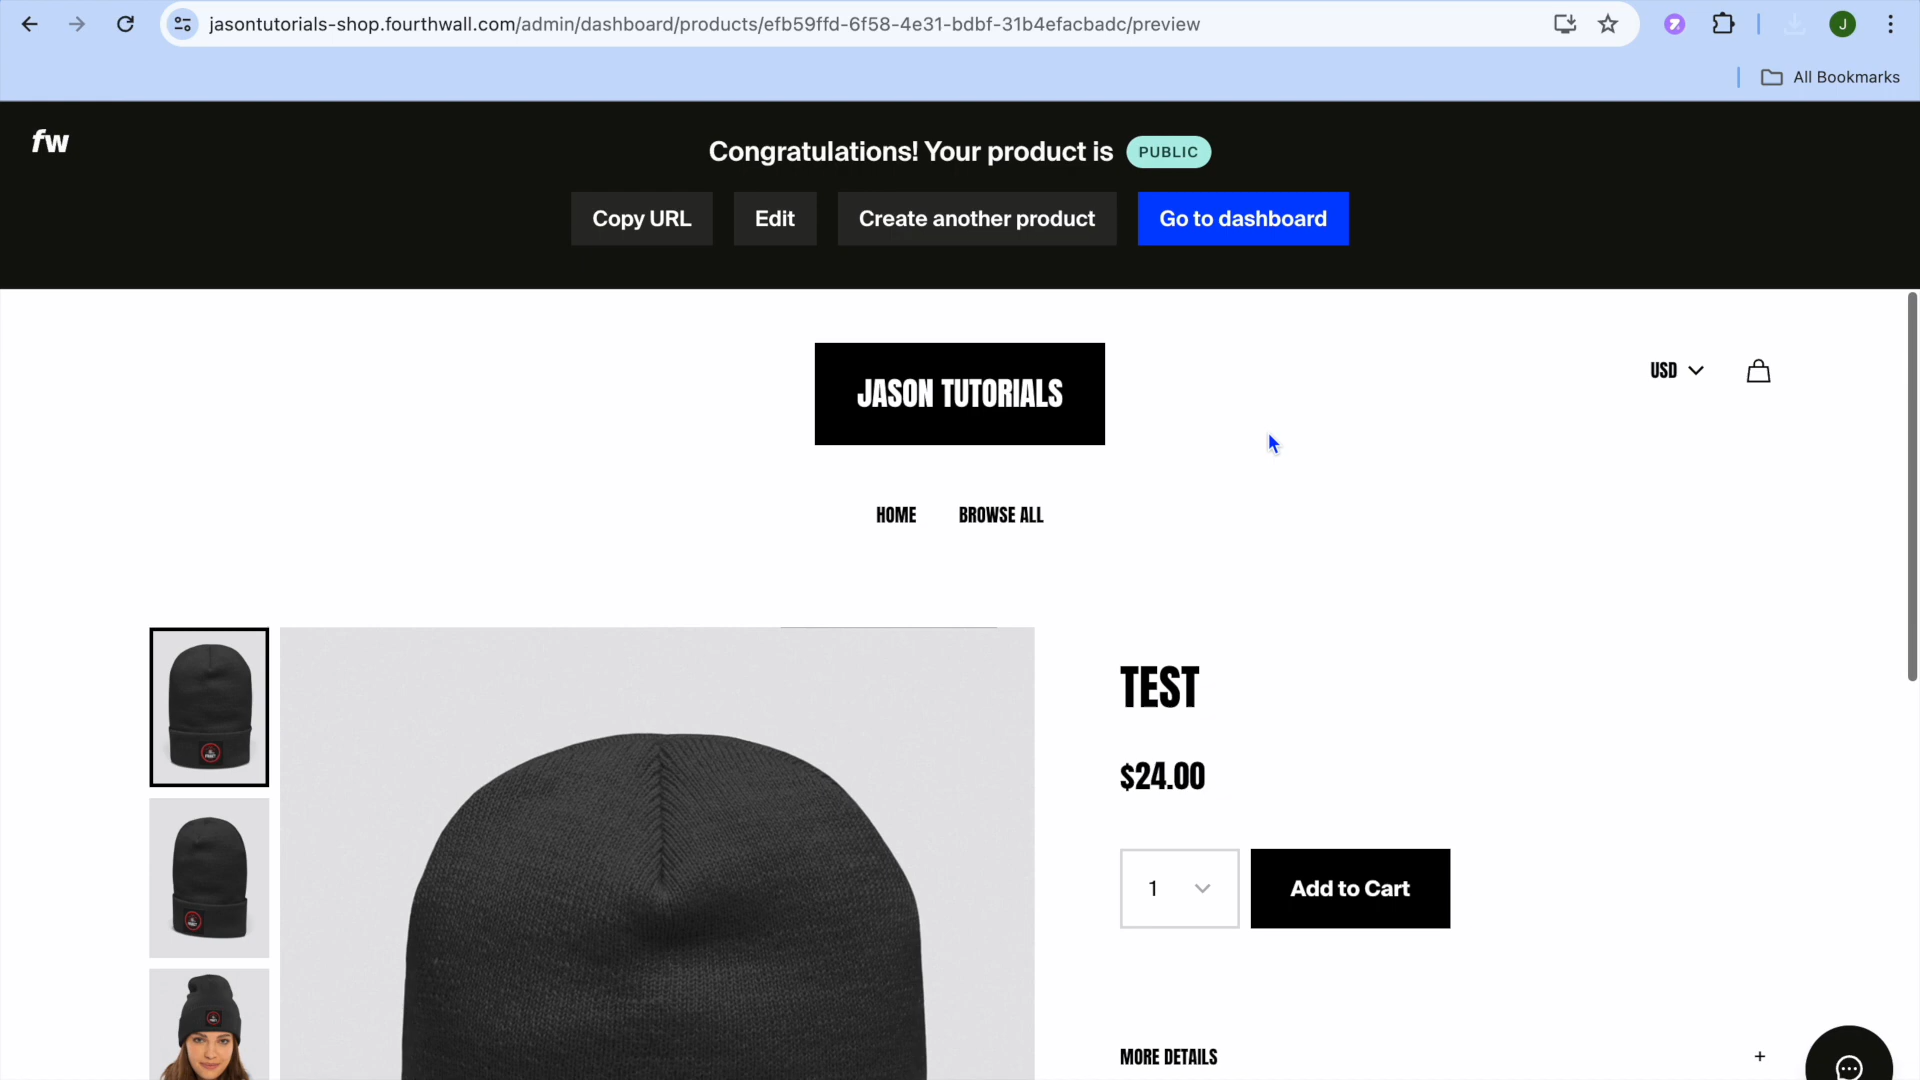 jasontutorials-shop.fourthwall.com/admin/dashboard/products/efb59ffd-6f58-4e31-bdbf-31b4efacbadc/preview
J
All Bookmarks
fw
Congratulations! Your product is PUBLIC
Copy URL
Edit
Create another product
Go to dashboard
JASON TUTORIALS
USD
HOME
BROWSE ALL
TEST
$24.00
1
Add to Cart
MORE DETAILS
+